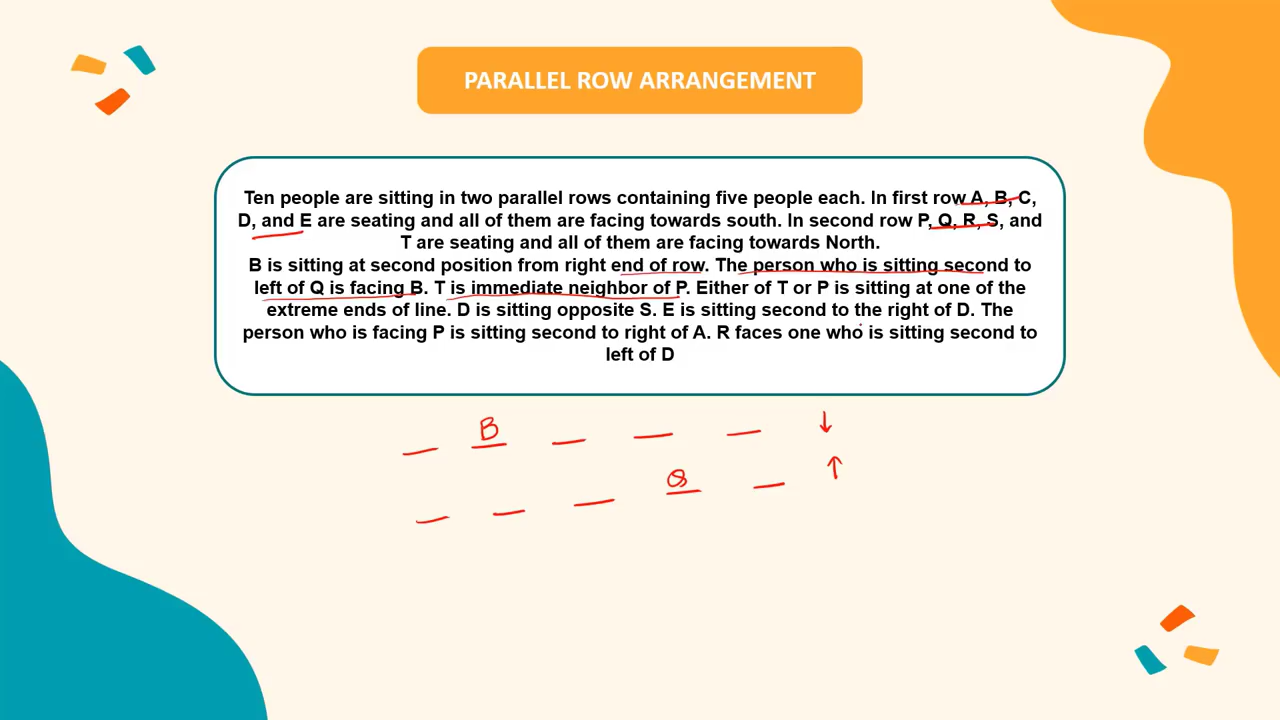 PARALLEL ROW ARRANGEMENT
Ten people are sitting in two parallel rows containing five people each. In first row A, B, C,
D, and E are seating and all of them are facing towards south. In second row P, Q, R, S, and
T are seating and all of them are facing towards North.
B is sitting at second position from right end of row. The person who is sitting second to
left of Q is facing B. T is immediate neighbor of P. Either of T or P is sitting at one of the
extreme ends of line. D is sitting opposite S. E is sitting second to the right of D. The
person who is facing P is sitting second to right of A. R faces one who is sitting second to
left of D
B
Q